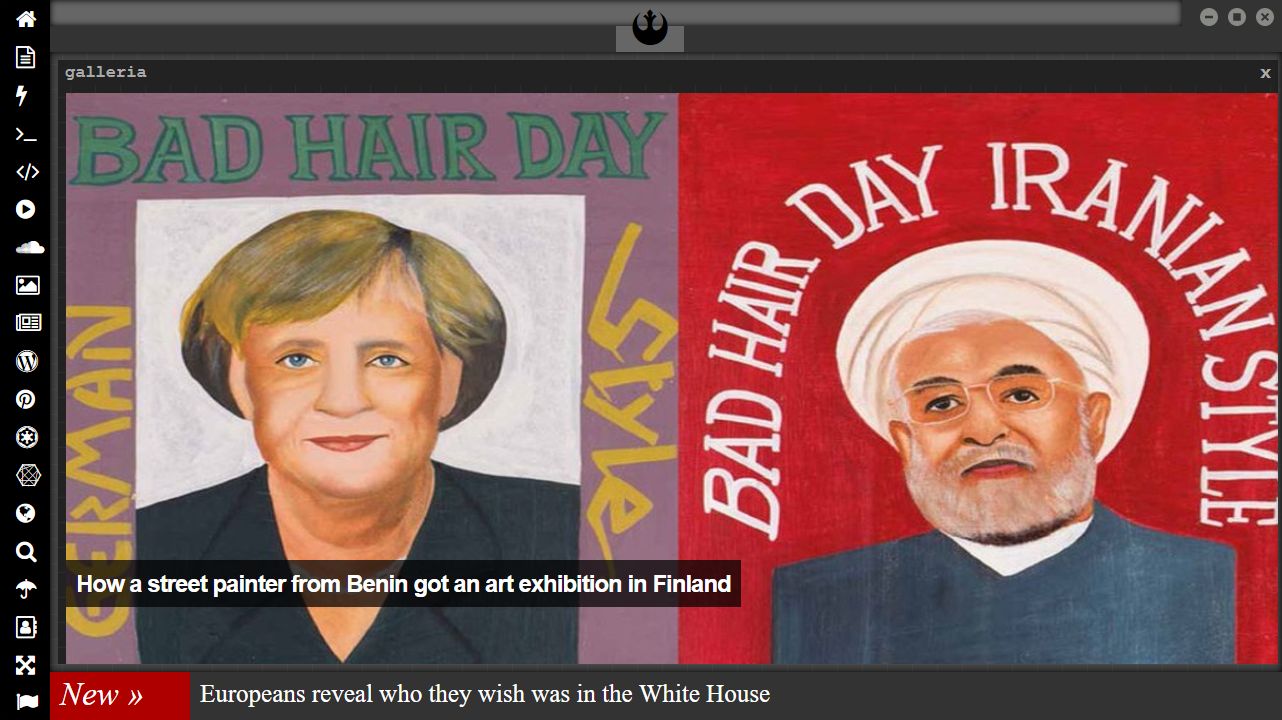 galleria
x
BAD HAIR DAY
GERMAN
Style
BAD HAIR DAY IRANIAN STYLE
How a street painter from Benin got an art exhibition in Finland
New »
Europeans reveal who they wish was in the White House